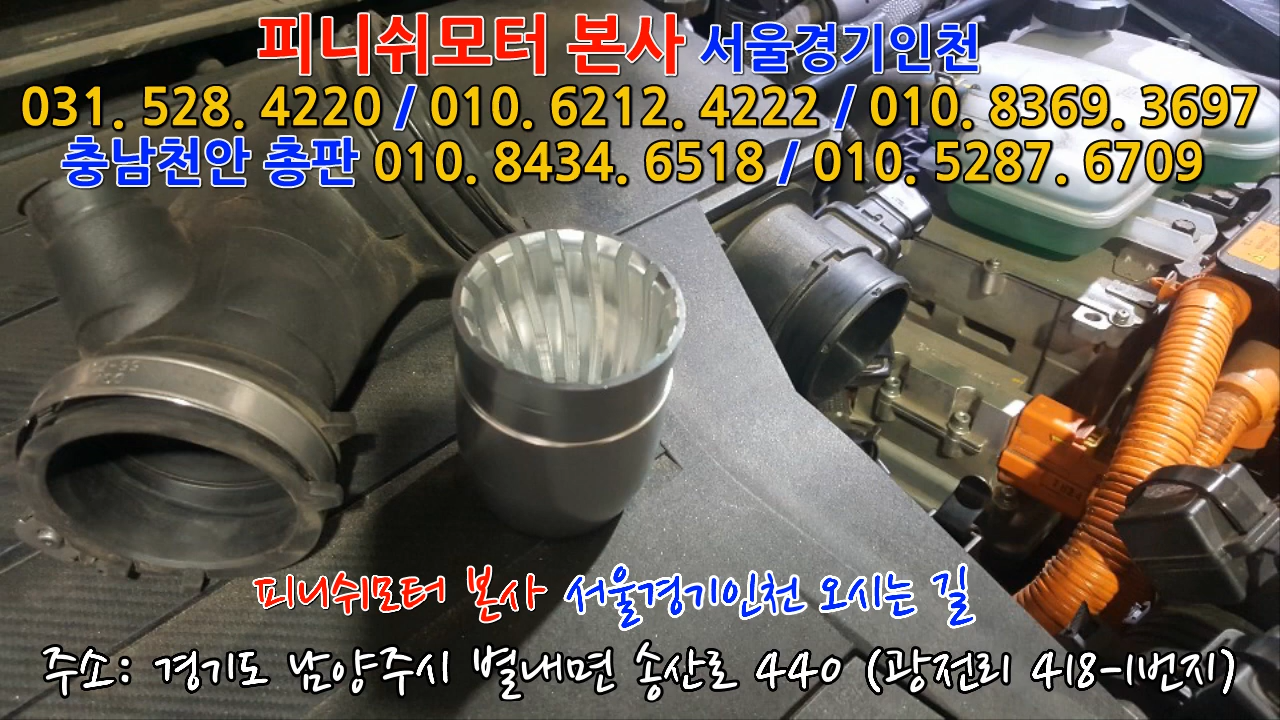 피니쉬모터 본사 서울경기인천
031. 528. 4220 / 010. 6212. 4222 / 010. 8369. 3697
충남천안 총판 010. 8434. 6518 / 010. 5287. 6709
피니쉬모터 본사 서울경기인천 오시는 길
주소: 경기도 남양주시 별내면 송산로 440 (광전리 418-1번지)